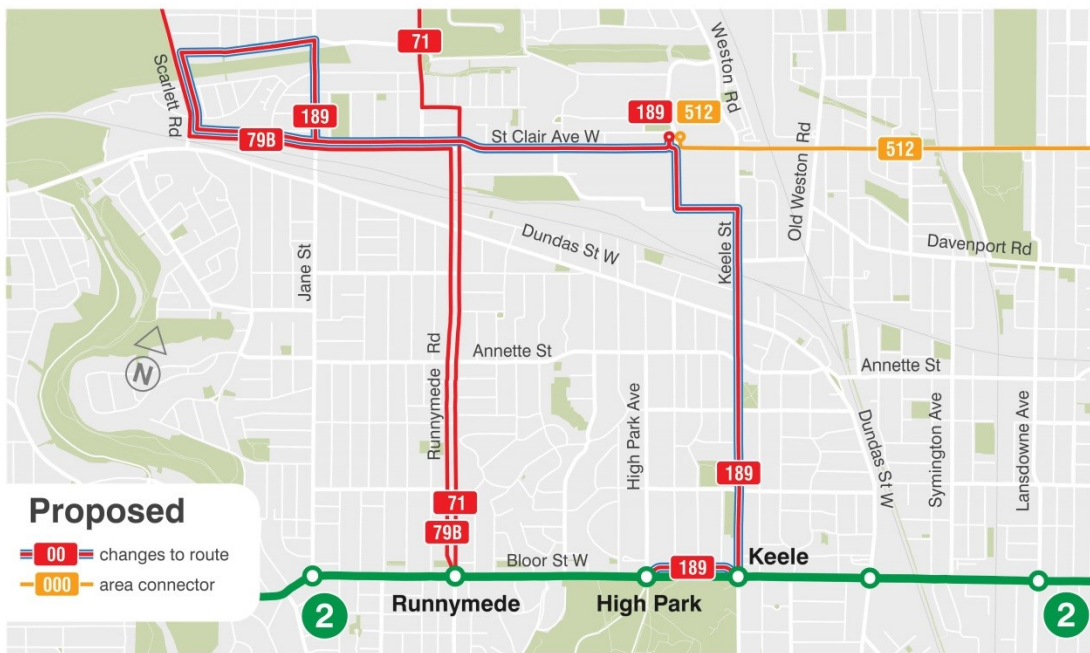 71
Scarlett Rd
Weston Rd
189
189
512
79B
St Clair Ave W
512
Old Weston Rd
Dundas St W
Keele St
Davenport Rd
Jane St
Runnymede Rd
Annette St
Annette St
N
High Park Ave
Dundas St W
Symington Ave
Lansdowne Ave
189
71
79B
Proposed
00 changes to route
000 area connector
Bloor St W
189
Keele
2
Runnymede
High Park
2